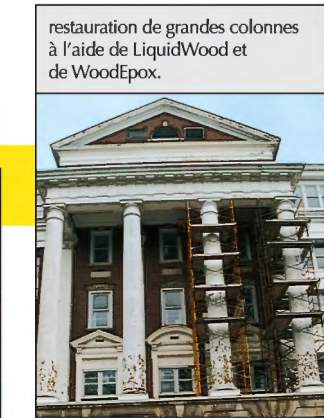 restauration de grandes colonnes
à l'aide de LiquidWood et
de WoodEpox.